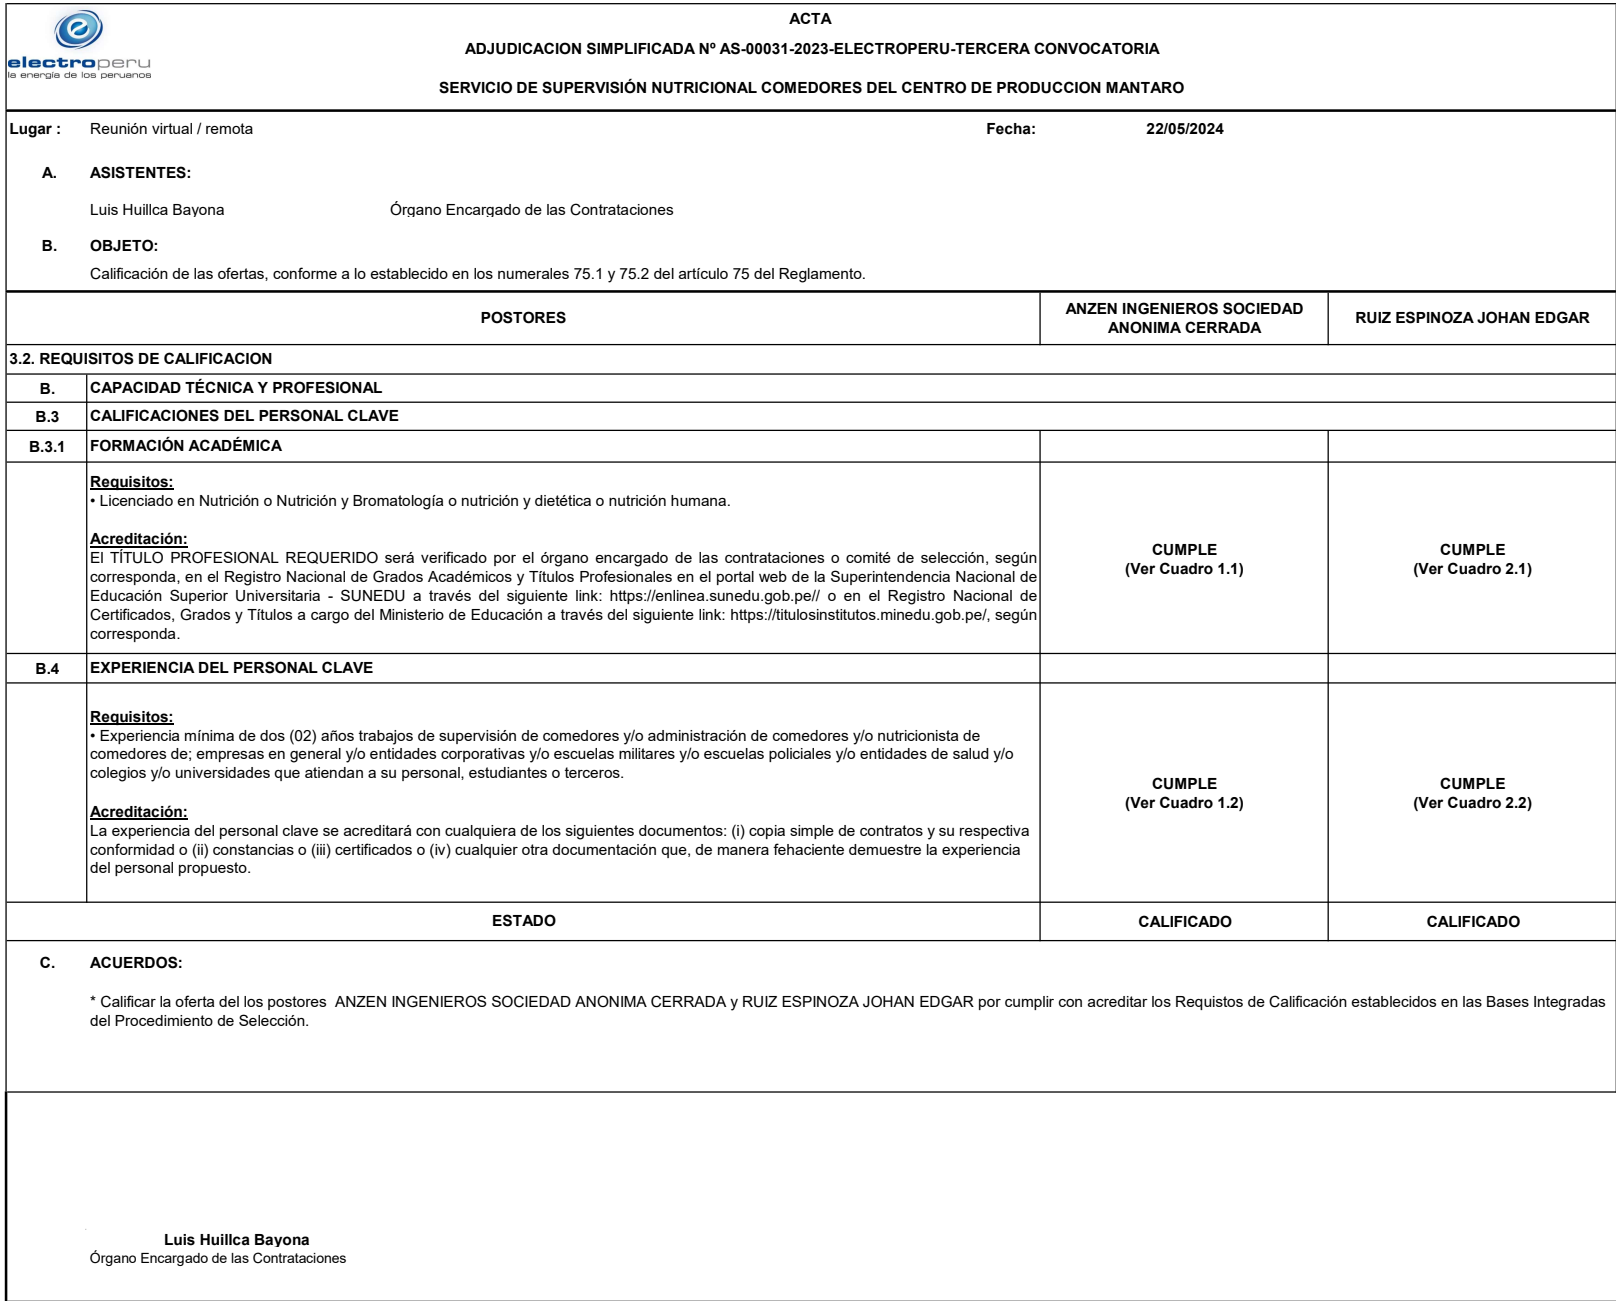 electroperu
la energía de los peruanos
ACTA
ADJUDICACION SIMPLIFICADA Nº AS-00031-2023-ELECTROPERU-TERCERA CONVOCATORIA
SERVICIO DE SUPERVISIÓN NUTRICIONAL COMEDORES DEL CENTRO DE PRODUCCION MANTARO
Lugar : Reunión virtual / remota Fecha: 22/05/2024
A. ASISTENTES:
Luis Huillca Bayona Órgano Encargado de las Contrataciones
B. OBJETO:
Calificación de las ofertas, conforme a lo establecido en los numerales 75.1 y 75.2 del artículo 75 del Reglamento.
POSTORES
ANZEN INGENIEROS SOCIEDAD
ANONIMA CERRADA
RUIZ ESPINOZA JOHAN EDGAR
3.2. REQUISITOS DE CALIFICACION
B. CAPACIDAD TÉCNICA Y PROFESIONAL
B.3 CALIFICACIONES DEL PERSONAL CLAVE
B.3.1 FORMACIÓN ACADÉMICA
Requisitos:
• Licenciado en Nutrición o Nutrición y Bromatología o nutrición y dietética o nutrición humana.
Acreditación:
El TÍTULO PROFESIONAL REQUERIDO será verificado por el órgano encargado de las contrataciones o comité de selección, según
corresponda, en el Registro Nacional de Grados Académicos y Títulos Profesionales en el portal web de la Superintendencia Nacional de
Educación Superior Universitaria - SUNEDU a través del siguiente link: https://enlinea.sunedu.gob.pe// o en el Registro Nacional de
Certificados, Grados y Títulos a cargo del Ministerio de Educación a través del siguiente link: https://titulosinstitutos.minedu.gob.pe/, según
corresponda.
CUMPLE
(Ver Cuadro 1.1)
CUMPLE
(Ver Cuadro 2.1)
B.4 EXPERIENCIA DEL PERSONAL CLAVE
Requisitos:
• Experiencia mínima de dos (02) años trabajos de supervisión de comedores y/o administración de comedores y/o nutricionista de
comedores de; empresas en general y/o entidades corporativas y/o escuelas militares y/o escuelas policiales y/o entidades de salud y/o
colegios y/o universidades que atiendan a su personal, estudiantes o terceros.
Acreditación:
La experiencia del personal clave se acreditará con cualquiera de los siguientes documentos: (i) copia simple de contratos y su respectiva
conformidad o (ii) constancias o (iii) certificados o (iv) cualquier otra documentación que, de manera fehaciente demuestre la experiencia
del personal propuesto.
CUMPLE
(Ver Cuadro 1.2)
CUMPLE
(Ver Cuadro 2.2)
ESTADO CALIFICADO CALIFICADO
C. ACUERDOS:
* Calificar la oferta del los postores ANZEN INGENIEROS SOCIEDAD ANONIMA CERRADA y RUIZ ESPINOZA JOHAN EDGAR por cumplir con acreditar los Requistos de Calificación establecidos en las Bases Integradas
del Procedimiento de Selección.
Luis Huillca Bayona
Órgano Encargado de las Contrataciones